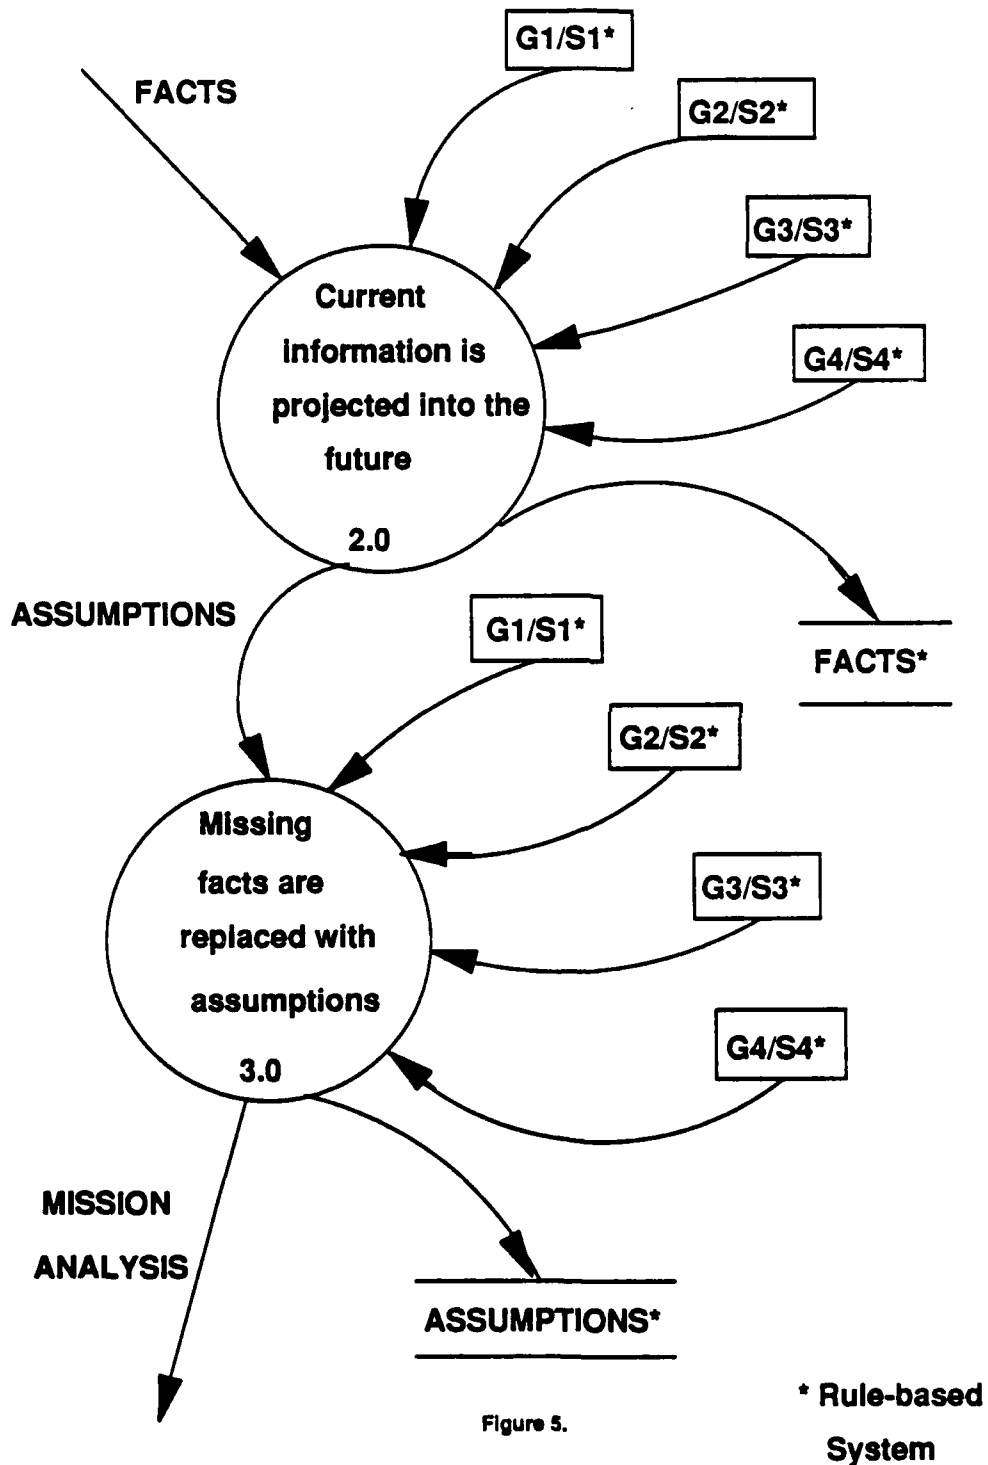 G1/S1*
FACTS
G2/S2*
G3/S3*
Current
information is
projected into the
future
2.0
G4/S4*
ASSUMPTIONS
G1/S1*
FACTS*
G2/S2*
Missing
facts are
replaced with
assumptions
3.0
G3/S3*
G4/S4*
MISSION
ANALYSIS
ASSUMPTIONS*
* Rule-based
System
Figure 5.